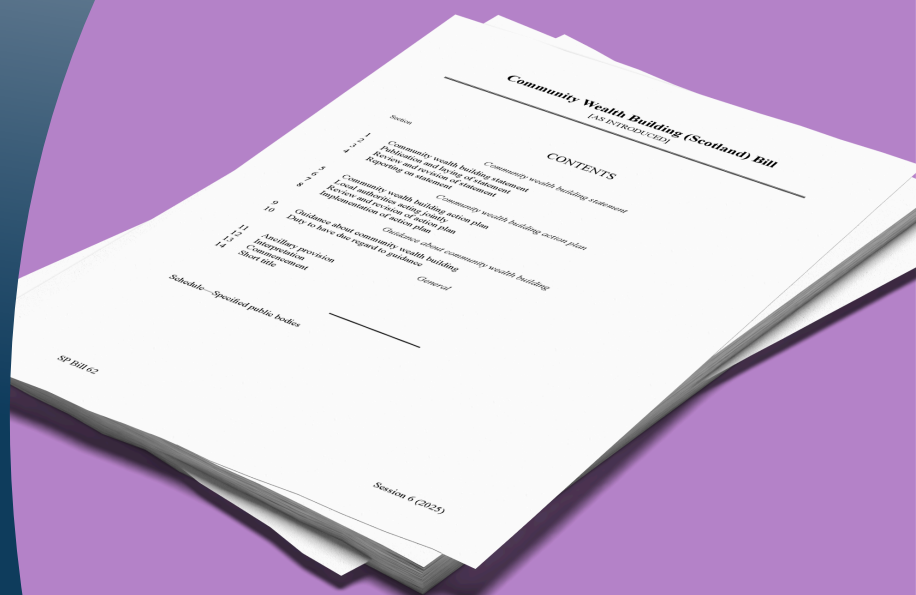 Community Wealth Building (Scotland) Bill
[AS INTRODUCED]
CONTENTS
Section
Community wealth building statement
1 Community wealth building statement
2 Publication and laying of statement
3 Review and revision of statement
4 Reporting on statement
Community wealth building action plan
5 Community wealth building action plan
6 Local authorities acting jointly
7 Review and revision of action plan
8 Implementation of action plan
Guidance about community wealth building
9 Guidance about community wealth building
10 Duty to have due regard to guidance
General
11 Ancillary provision
12 Interpretation
13 Commencement
14 Short title
Schedule—Specified public bodies
SP Bill 62
Session 6 (2025)